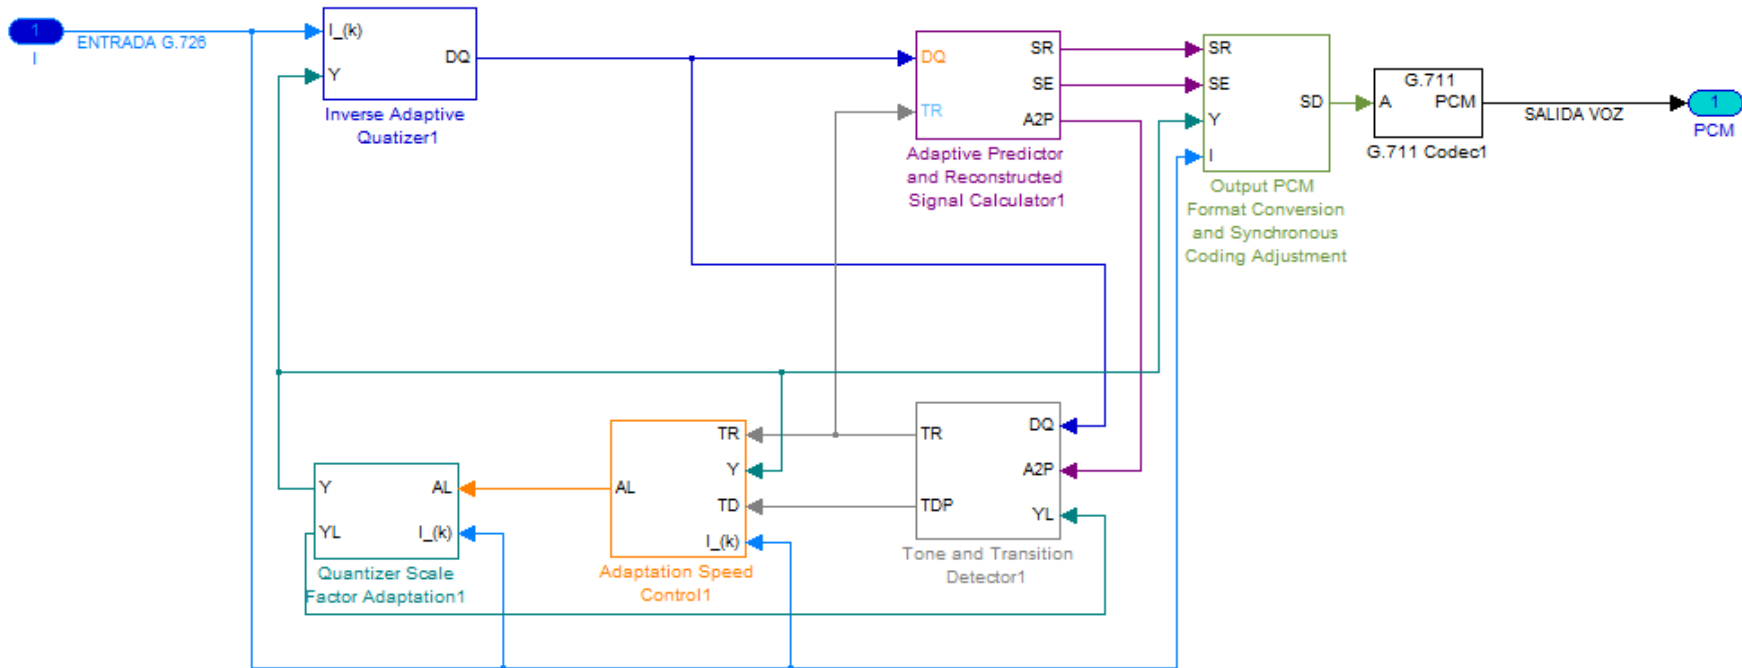 1
I
ENTRADA G.726
I_(k)
Y
DQ
Inverse Adaptive
Quatizer1
DQ
TR
SR
SE
A2P
Adaptive Predictor
and Reconstructed
Signal Calculator1
SR
SE
Y
I
SD
Output PCM
Format Conversion
and Synchronous
Coding Adjustment
G.711
A
PCM
G.711 Codec1
SALIDA VOZ
1
PCM
Y
YL
AL
I_(k)
Quantizer Scale
Factor Adaptation1
AL
TR
Y
TD
I_(k)
Adaptation Speed
Control1
TR
TDP
DQ
A2P
YL
Tone and Transition
Detector1